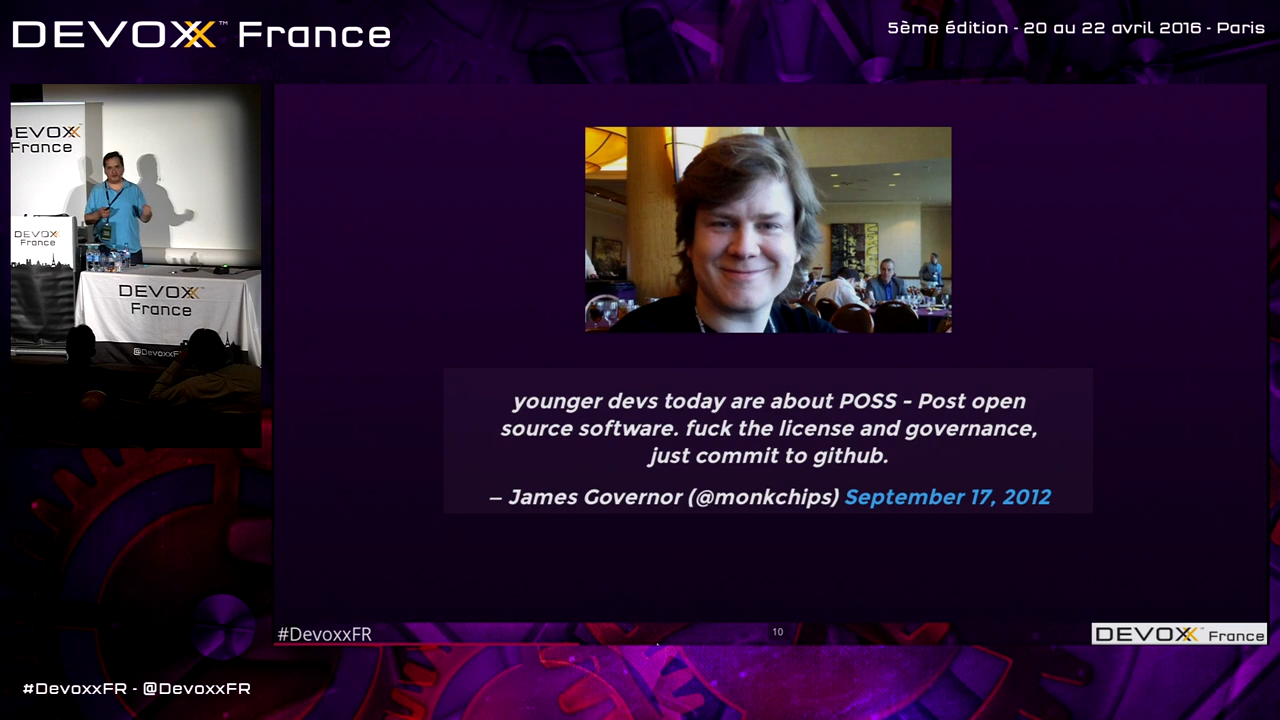 DEVOXX™ France
5ème édition - 20 au 22 avril 2016 - Paris
DEVOXX
France
DEVOXX
France
DEVOXX
France
@DevoxxFR
younger devs today are about POSS - Post open
source software. fuck the license and governance,
just commit to github.
— James Governor (@monkchips) September 17, 2012
#DevoxxFR
10
DEVOXX France
#DevoxxFR - @DevoxxFR